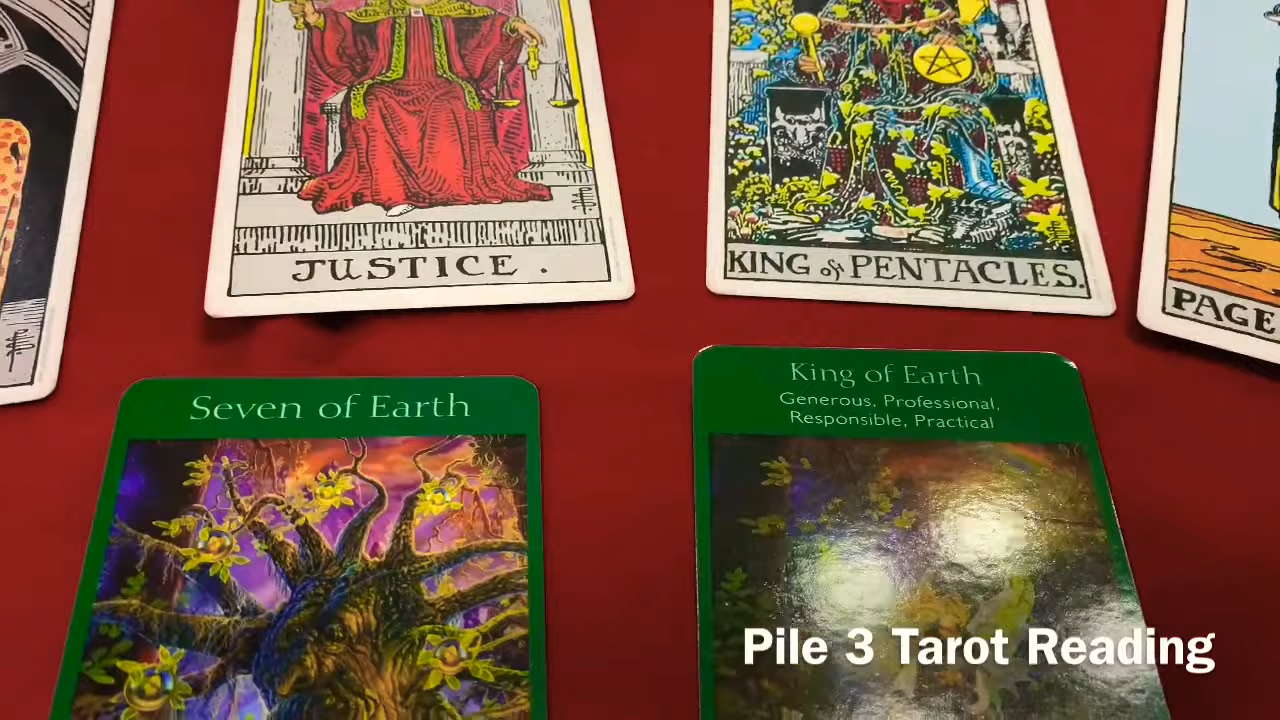 JUSTICE .
KING of PENTACLES.
PAGE
Seven of Earth
King of Earth
Generous, Professional,
Responsible, Practical
Pile 3 Tarot Reading